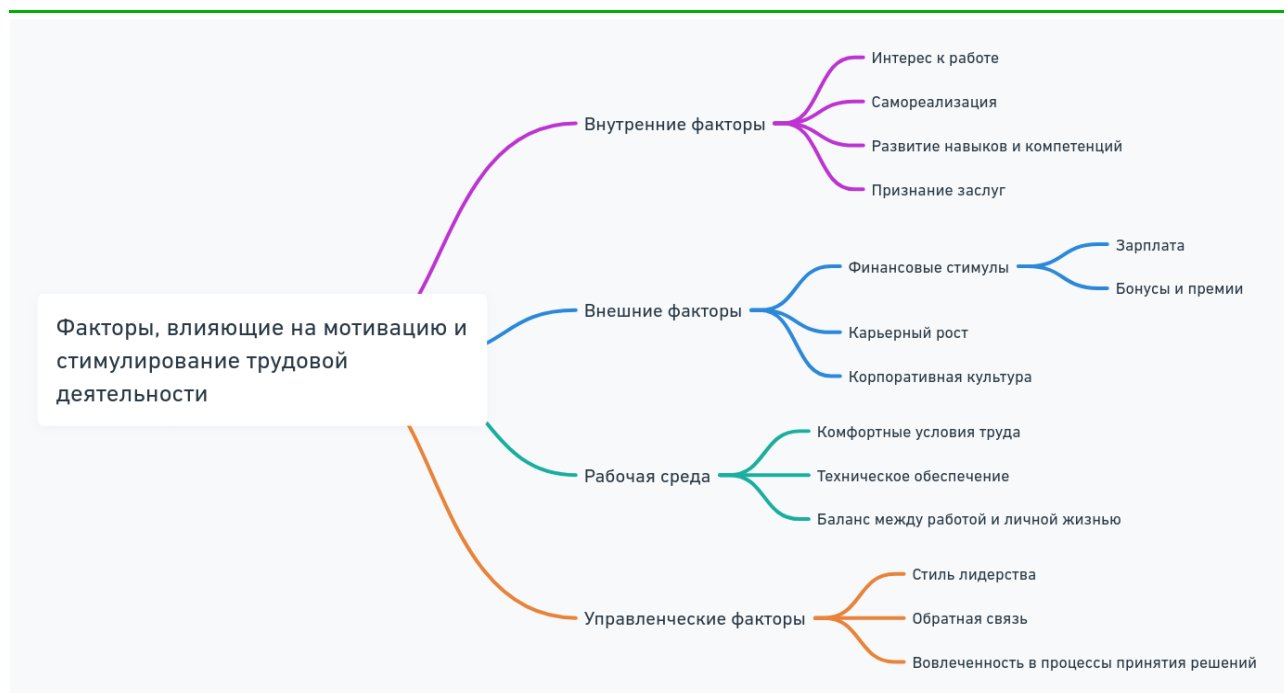 Факторы, влияющие на мотивацию и
стимулирование трудовой
деятельности
Внутренние факторы
Интерес к работе
Самореализация
Развитие навыков и компетенций
Признание заслуг
Внешние факторы
Финансовые стимулы
Зарплата
Бонусы и премии
Карьерный рост
Корпоративная культура
Рабочая среда
Комфортные условия труда
Техническое обеспечение
Баланс между работой и личной жизнью
Управленческие факторы
Стиль лидерства
Обратная связь
Вовлеченность в процессы принятия решений